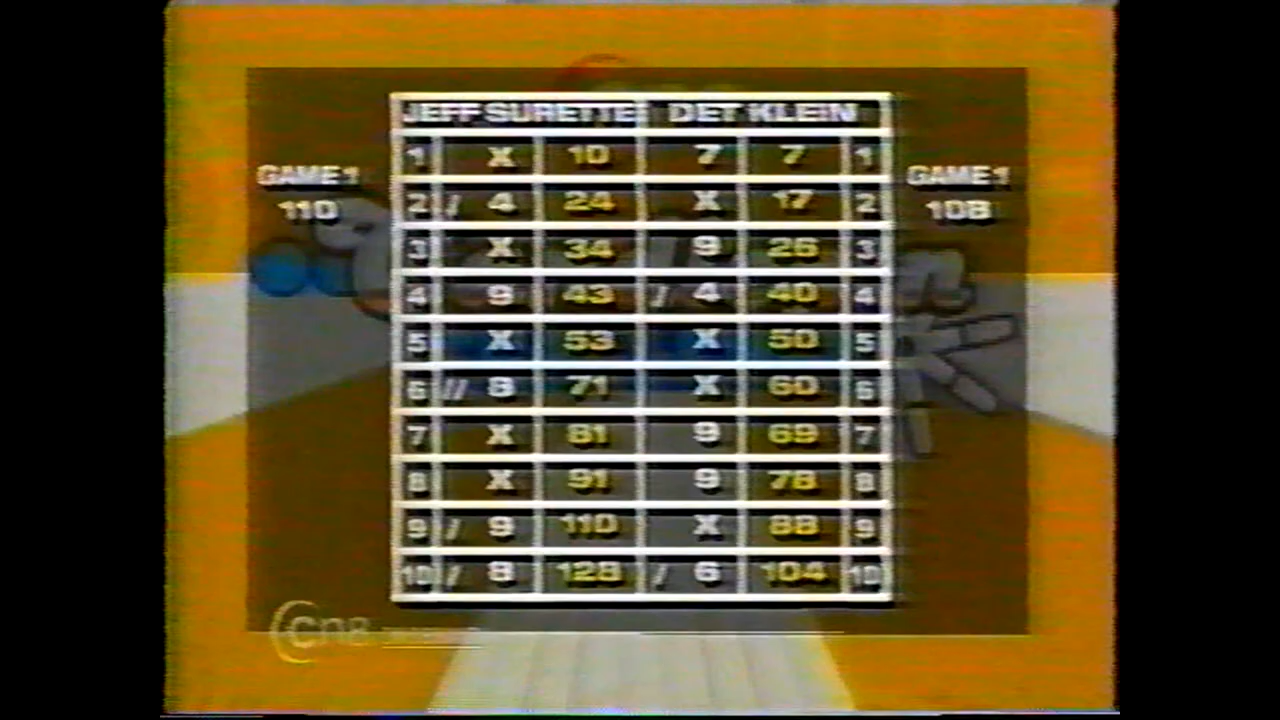 JEFF SURETTE DET KLEIN
1 X 10 7 7 1
GAME 1 GAME 1
2 / 4 24 X 17 2
110 108
3 X 34 / 9 26 3
4 9 43 / 4 40 4
5 X 53 X 50 5
6 // 8 71 X 60 6
7 X 81 9 69 7
8 X 91 9 78 8
9 / 9 110 X 88 9
10 / 8 128 / 6 104 10
cn8